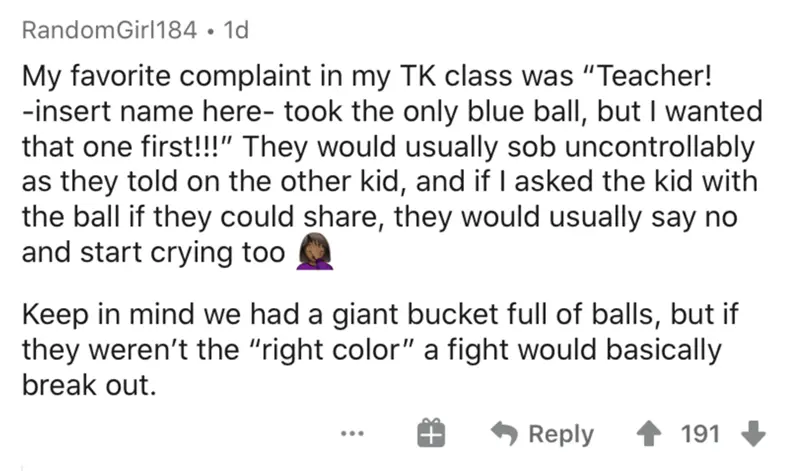 RandomGirl184 • 1d
My favorite complaint in my TK class was “Teacher!
-insert name here- took the only blue ball, but I wanted
that one first!!!” They would usually sob uncontrollably
as they told on the other kid, and if I asked the kid with
the ball if they could share, they would usually say no
and start crying too 🤦🏾‍♀️
Keep in mind we had a giant bucket full of balls, but if
they weren’t the “right color” a fight would basically
break out.
... Reply 191